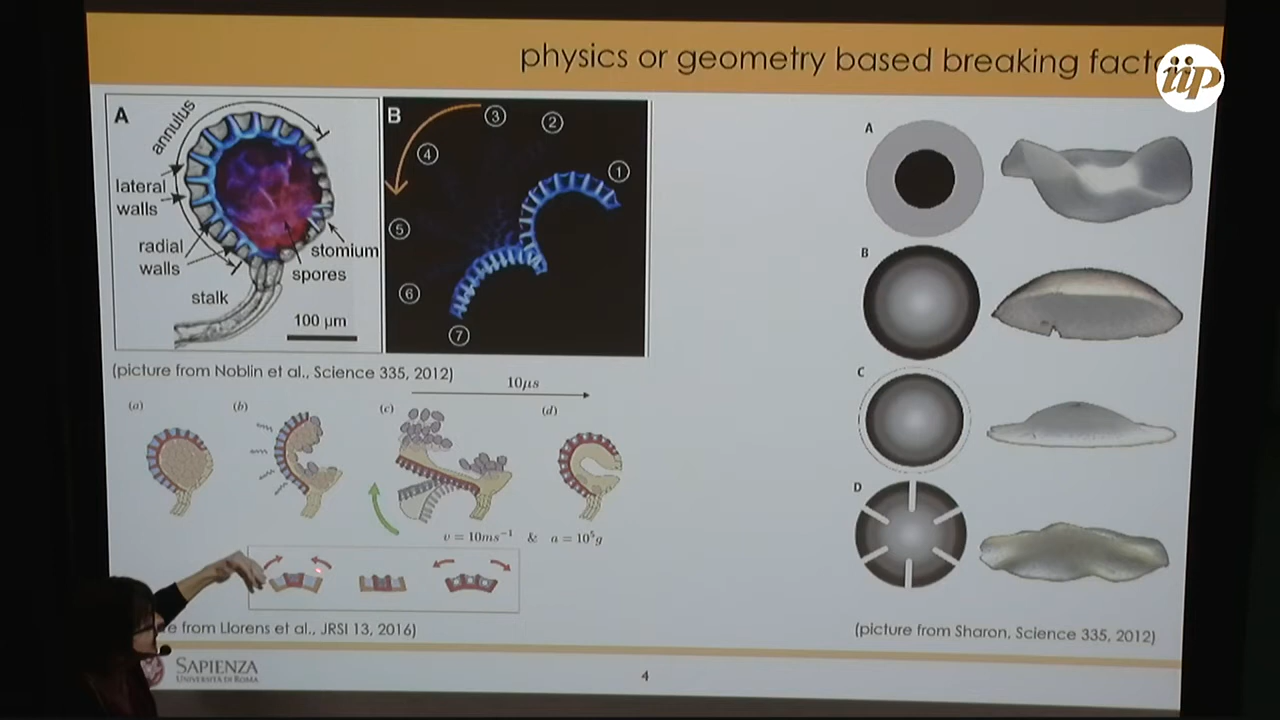 physics or geometry based breaking
iip
A
annulus
lateral
walls
radial
walls
stalk
stomium
spores
100 µm
B
3
2
4
1
5
6
7
(picture from Noblin et al., Science 335, 2012)
10µs
(a)
(b)
(c)
(d)
v = 10ms⁻¹ & a = 10⁵g
from Llorens et al., JRSI 13, 2016)
A
B
C
D
(picture from Sharon, Science 335, 2012)
SAPIENZA
UNIVERSITÀ DI ROMA
4